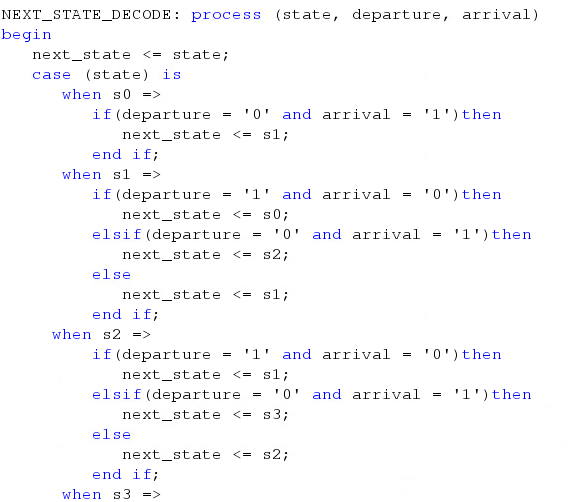 NEXT_STATE_DECODE: process (state, departure, arrival)
begin
   next_state <= state;
   case (state) is
      when s0 =>
         if(departure = '0' and arrival = '1')then
            next_state <= s1;
         end if;
      when s1 =>
         if(departure = '1' and arrival = '0')then
            next_state <= s0;
         elsif(departure = '0' and arrival = '1')then
            next_state <= s2;
         else
            next_state <= s1;
         end if;
     when s2 =>
         if(departure = '1' and arrival = '0')then
            next_state <= s1;
         elsif(departure = '0' and arrival = '1')then
            next_state <= s3;
         else
            next_state <= s2;
         end if;
      when s3 =>